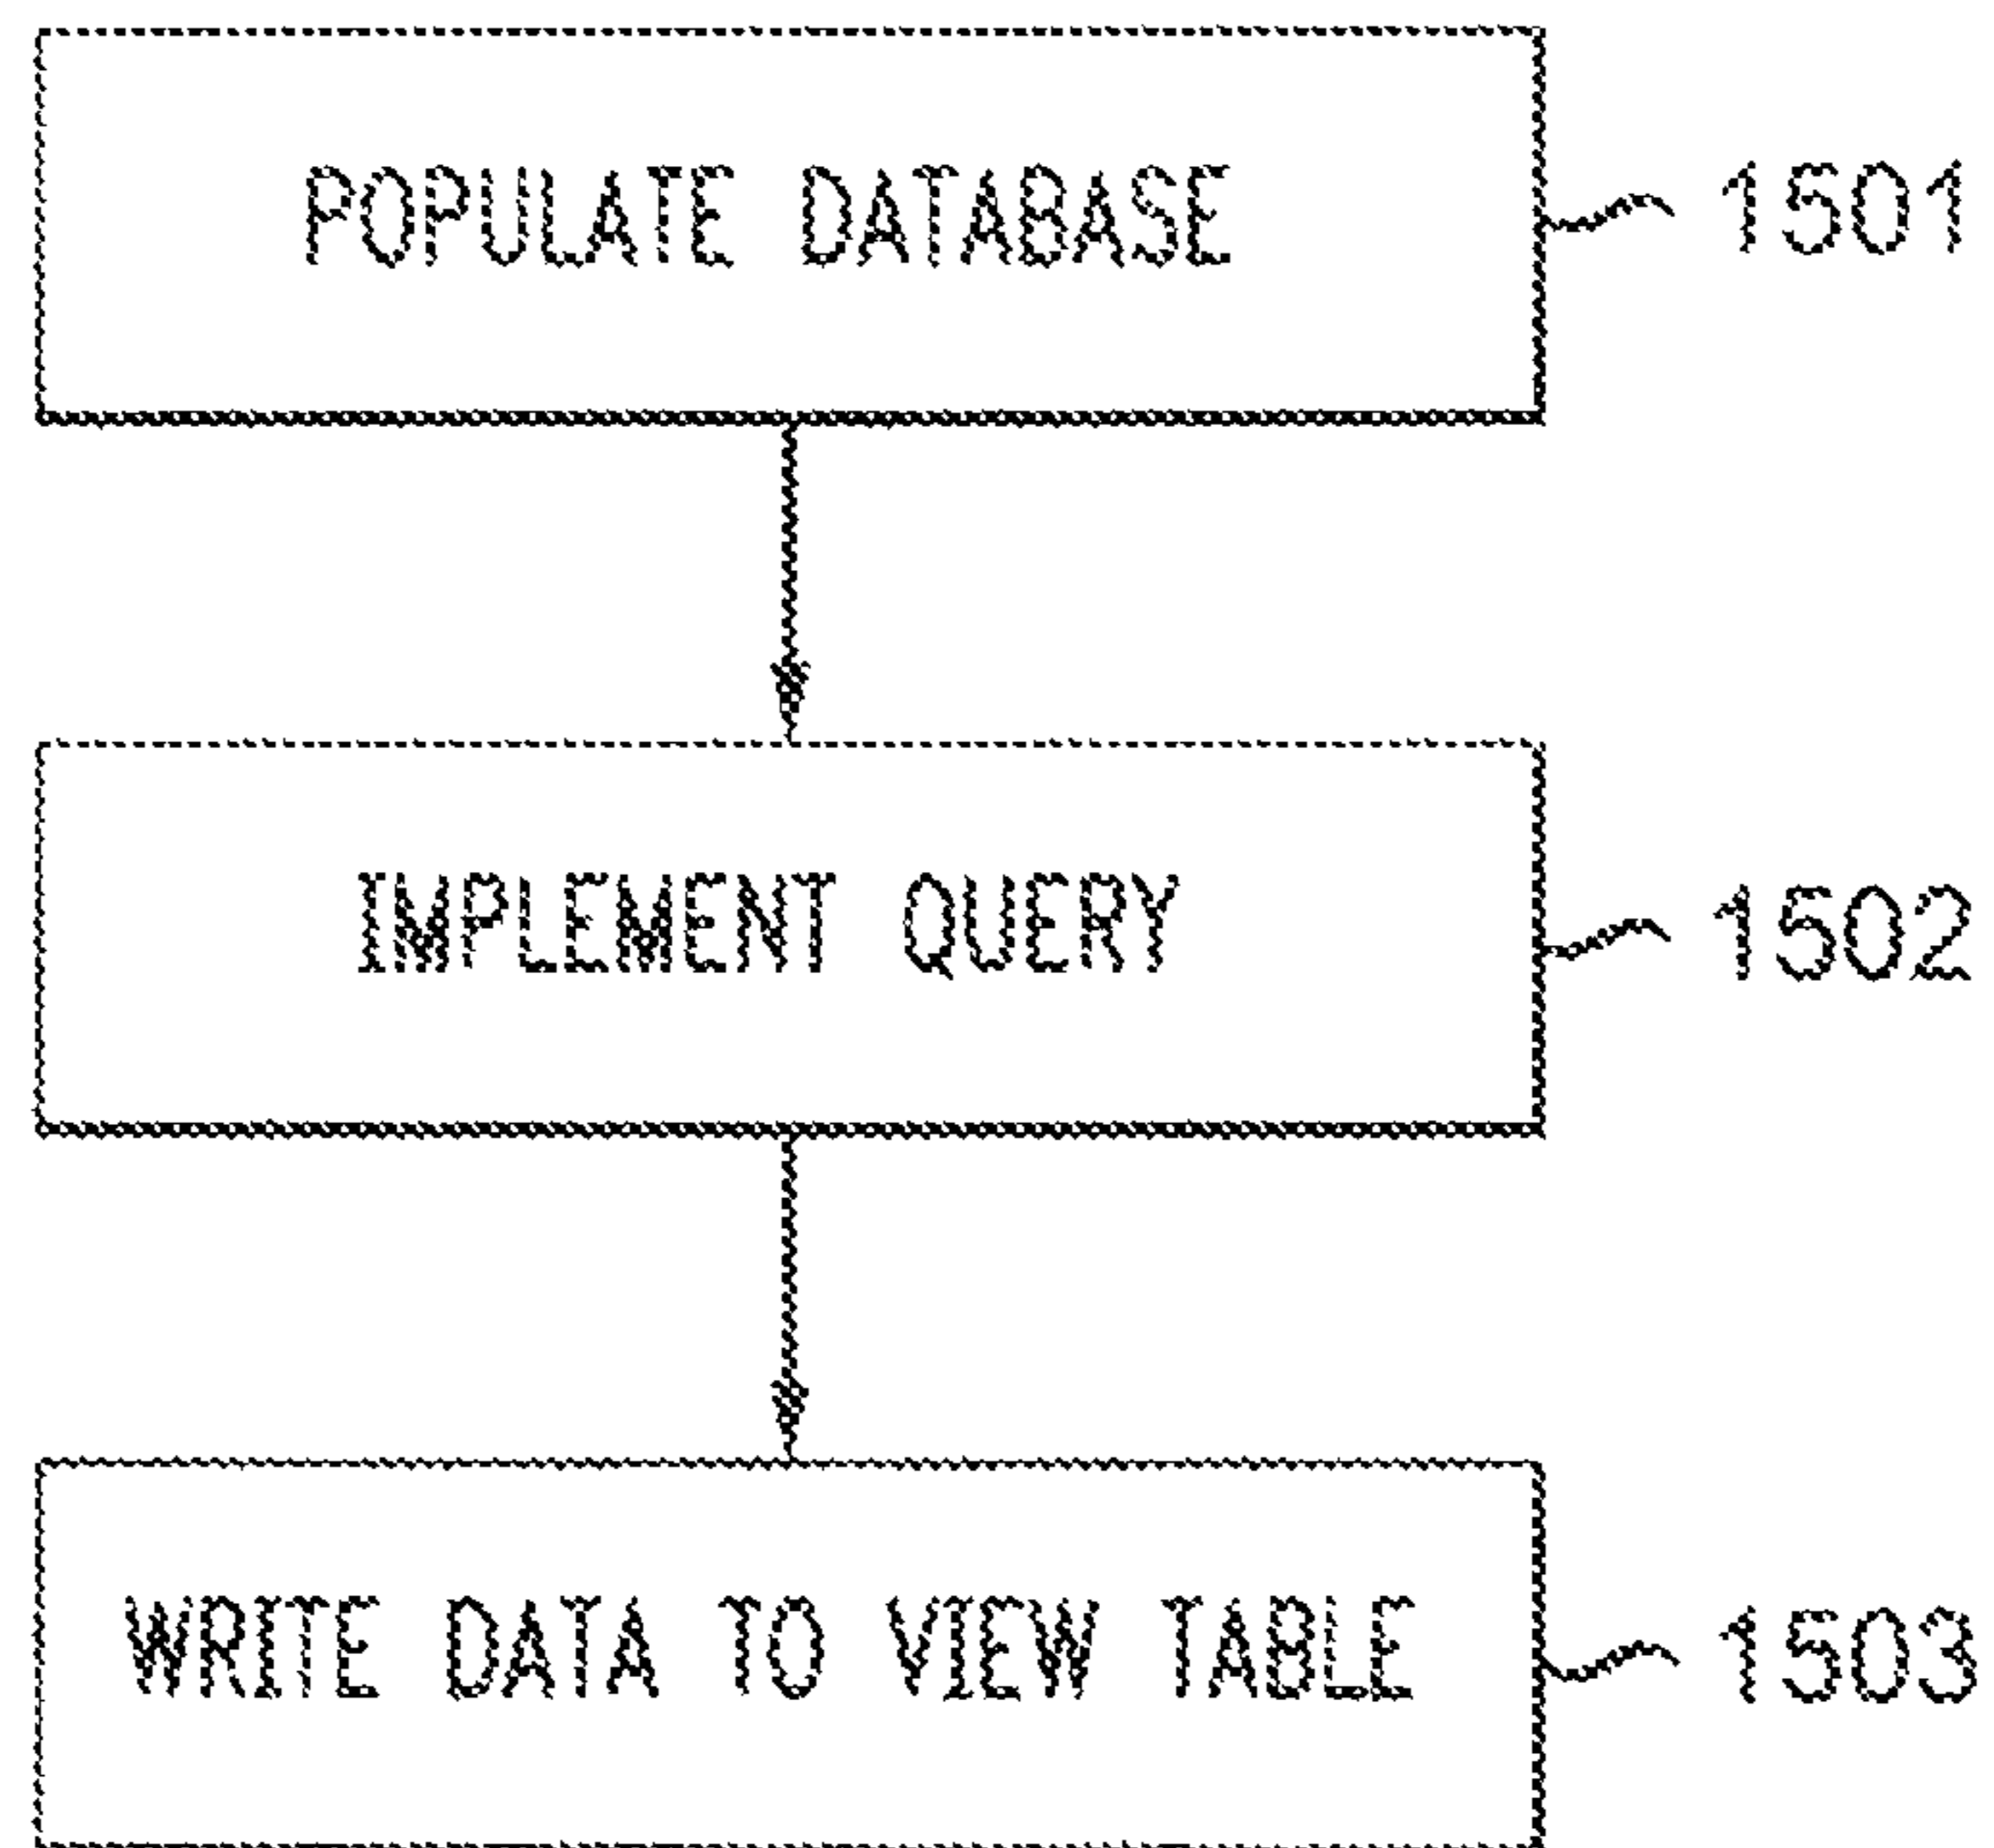 POPULATE DATABASE
1501
IMPLEMENT QUERY
1502
WRITE DATA TO VIEW TABLE
1503